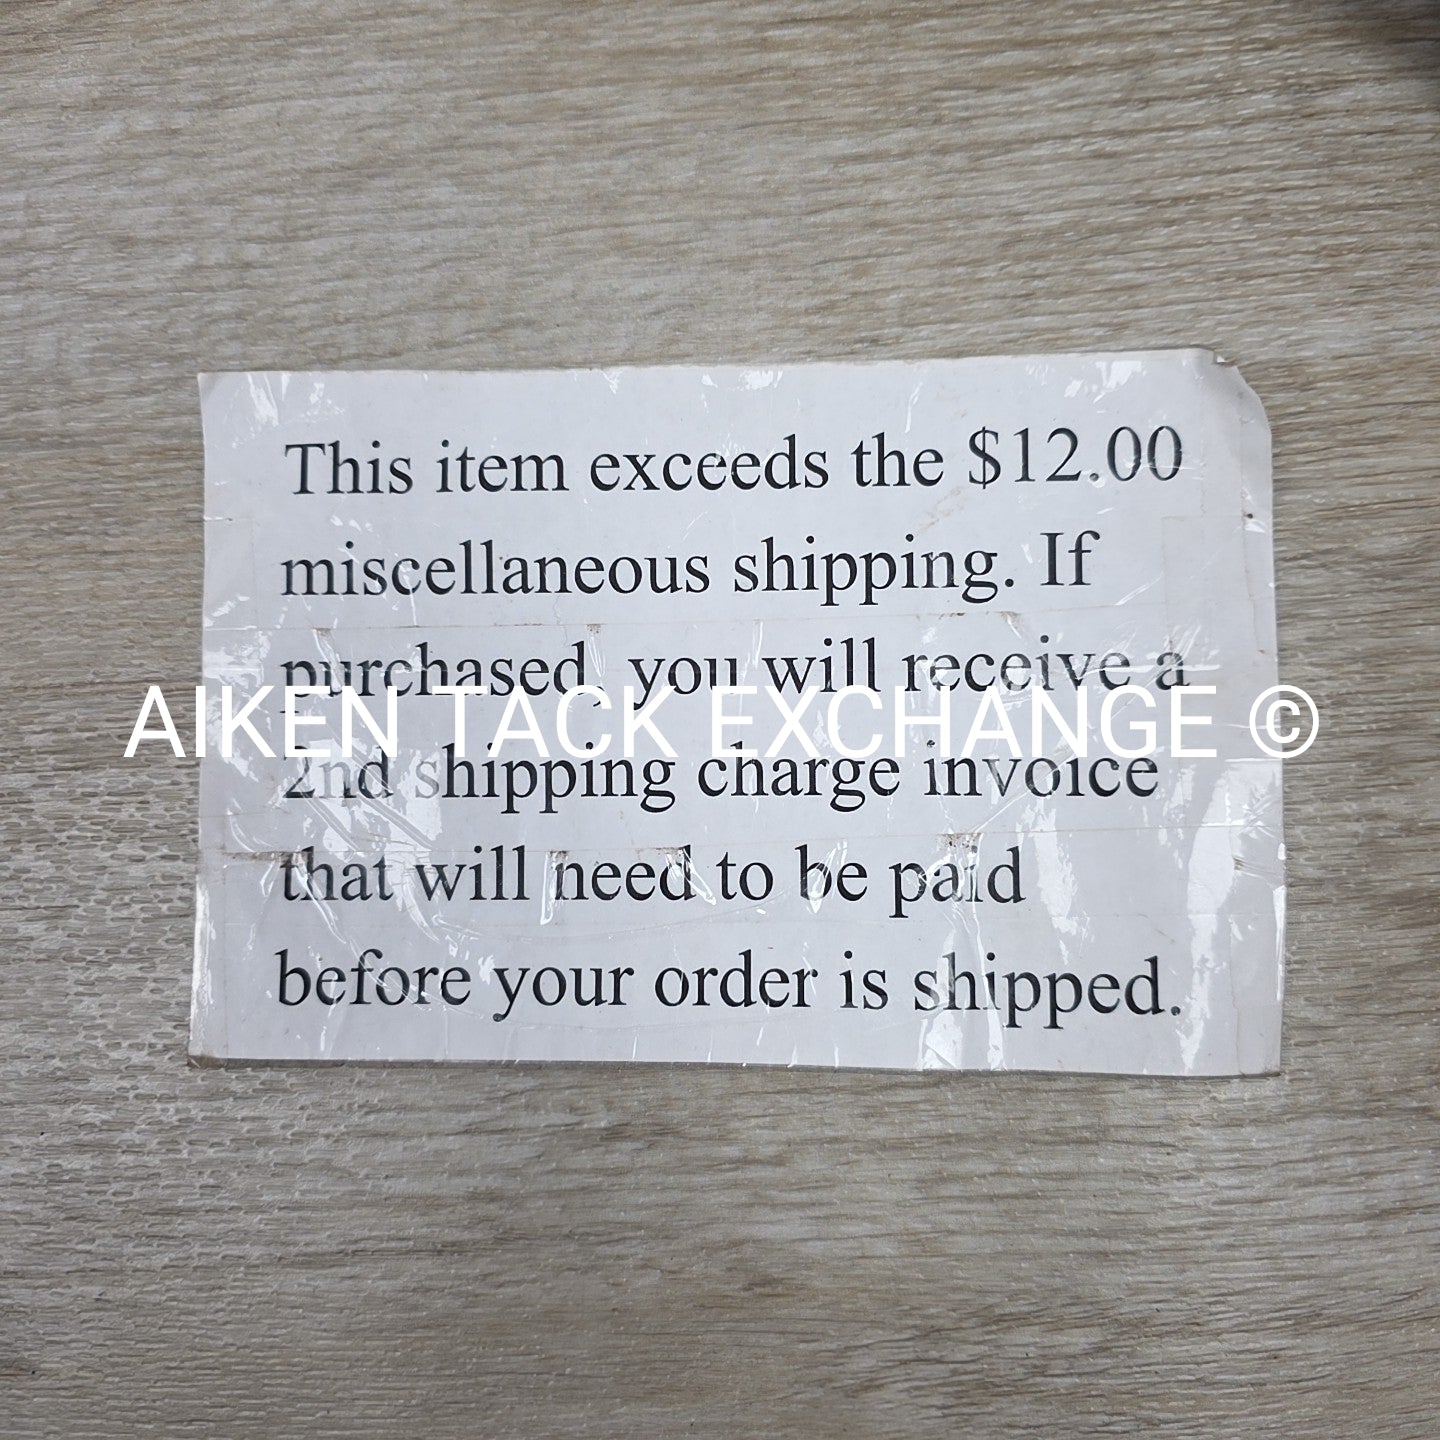 This item exceeds the $12.00
miscellaneous shipping. If
purchased, you will receive a
AIKEN TACK EXCHANGE ©
2nd shipping charge invoice
that will need to be paid
before your order is shipped.